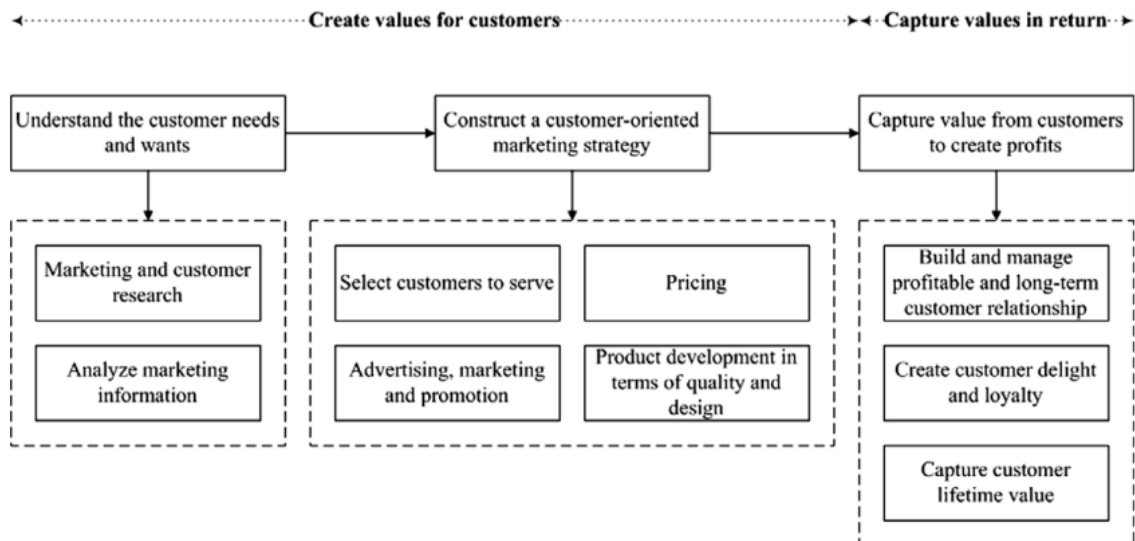 Create values for customers
Capture values in return
Understand the customer needs
and wants
Construct a customer-oriented
marketing strategy
Capture value from customers
to create profits
Marketing and customer
research
Analyze marketing
information
Select customers to serve
Pricing
Advertising, marketing
and promotion
Product development in
terms of quality and
design
Build and manage
profitable and long-term
customer relationship
Create customer delight
and loyalty
Capture customer
lifetime value